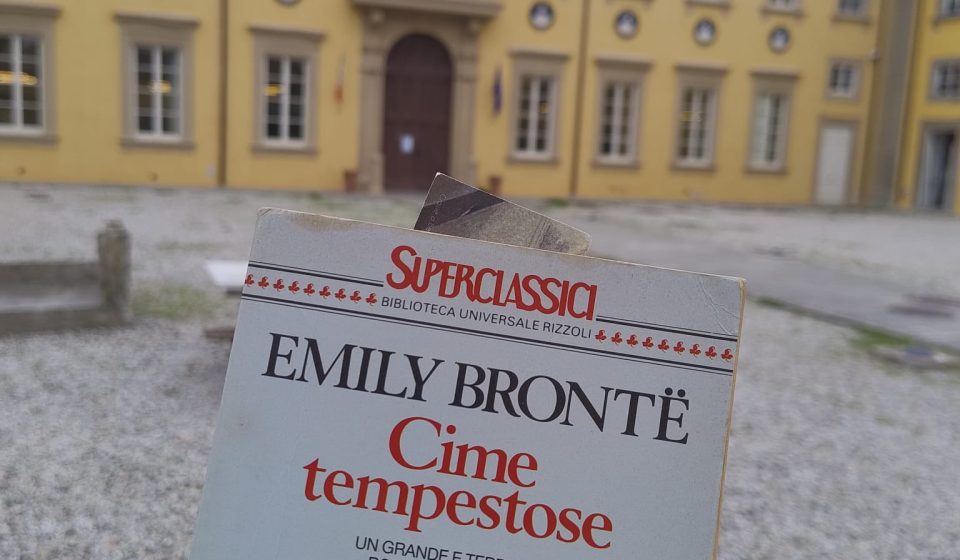 SUPERCLASSICI
BIBLIOTECA UNIVERSALE RIZZOLI
EMILY BRONTË
Cime
tempestose
UN GRANDE E